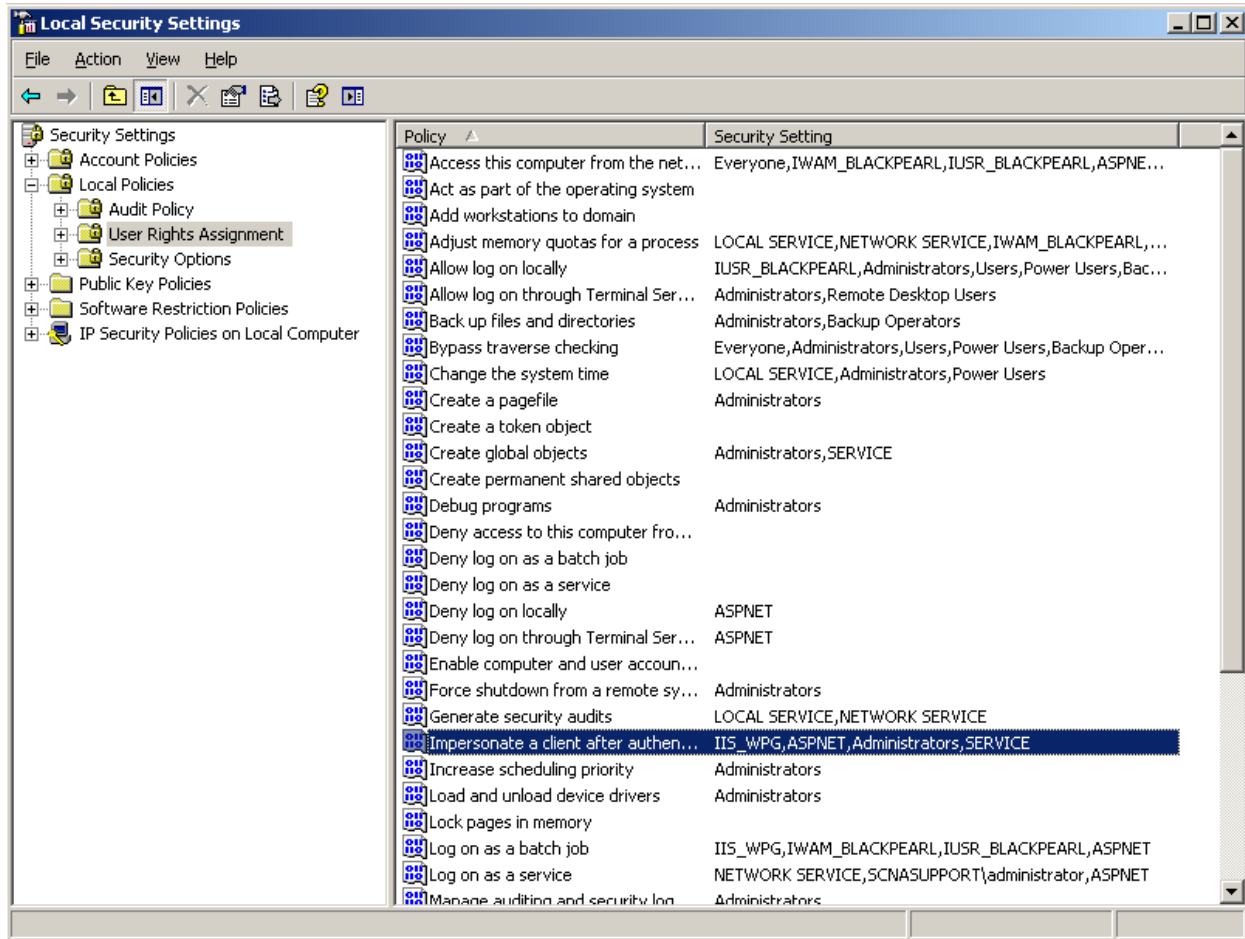 Local Security Settings
File Action View Help
Security Settings
Account Policies
Local Policies
Audit Policy
User Rights Assignment
Security Options
Public Key Policies
Software Restriction Policies
IP Security Policies on Local Computer
Policy Security Setting
Access this computer from the net... Everyone,IWAM_BLACKPEARL,IUSR_BLACKPEARL,ASPNE...
Act as part of the operating system
Add workstations to domain
Adjust memory quotas for a process LOCAL SERVICE,NETWORK SERVICE,IWAM_BLACKPEARL,...
Allow log on locally IUSR_BLACKPEARL,Administrators,Users,Power Users,Bac...
Allow log on through Terminal Ser... Administrators,Remote Desktop Users
Back up files and directories Administrators,Backup Operators
Bypass traverse checking Everyone,Administrators,Users,Power Users,Backup Oper...
Change the system time LOCAL SERVICE,Administrators,Power Users
Create a pagefile Administrators
Create a token object
Create global objects Administrators,SERVICE
Create permanent shared objects
Debug programs Administrators
Deny access to this computer fro...
Deny log on as a batch job
Deny log on as a service
Deny log on locally ASPNET
Deny log on through Terminal Ser... ASPNET
Enable computer and user accoun...
Force shutdown from a remote sy... Administrators
Generate security audits LOCAL SERVICE,NETWORK SERVICE
Impersonate a client after authen... IIS_WPG,ASPNET,Administrators,SERVICE
Increase scheduling priority Administrators
Load and unload device drivers Administrators
Lock pages in memory
Log on as a batch job IIS_WPG,IWAM_BLACKPEARL,IUSR_BLACKPEARL,ASPNET
Log on as a service NETWORK SERVICE,SCNASUPPORT\administrator,ASPNET
Manage auditing and security log Administrators